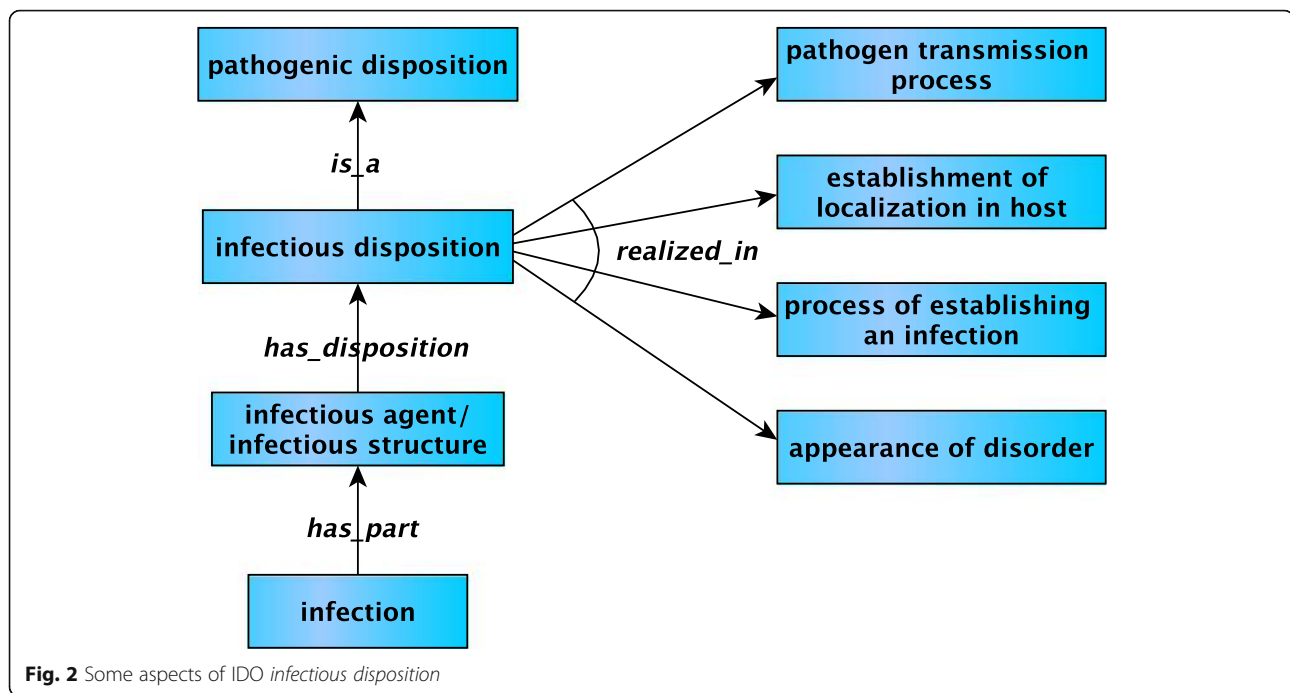 pathogenic disposition
is_a
infectious disposition
has_disposition
infectious agent/
infectious structure
has_part
infection
realized_in
pathogen transmission
process
establishment of
localization in host
process of establishing
an infection
appearance of disorder
Fig. 2 Some aspects of IDO infectious disposition